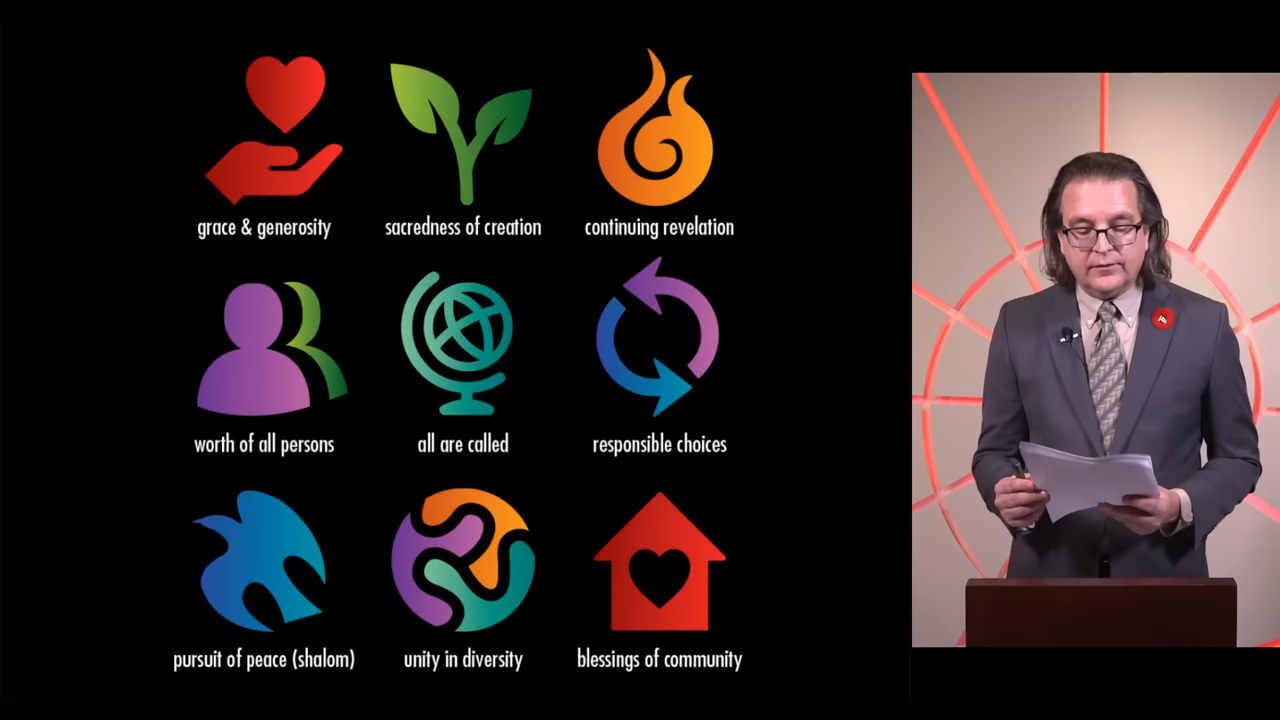 grace & generosity
sacredness of creation
continuing revelation
worth of all persons
all are called
responsible choices
pursuit of peace (shalom)
unity in diversity
blessings of community